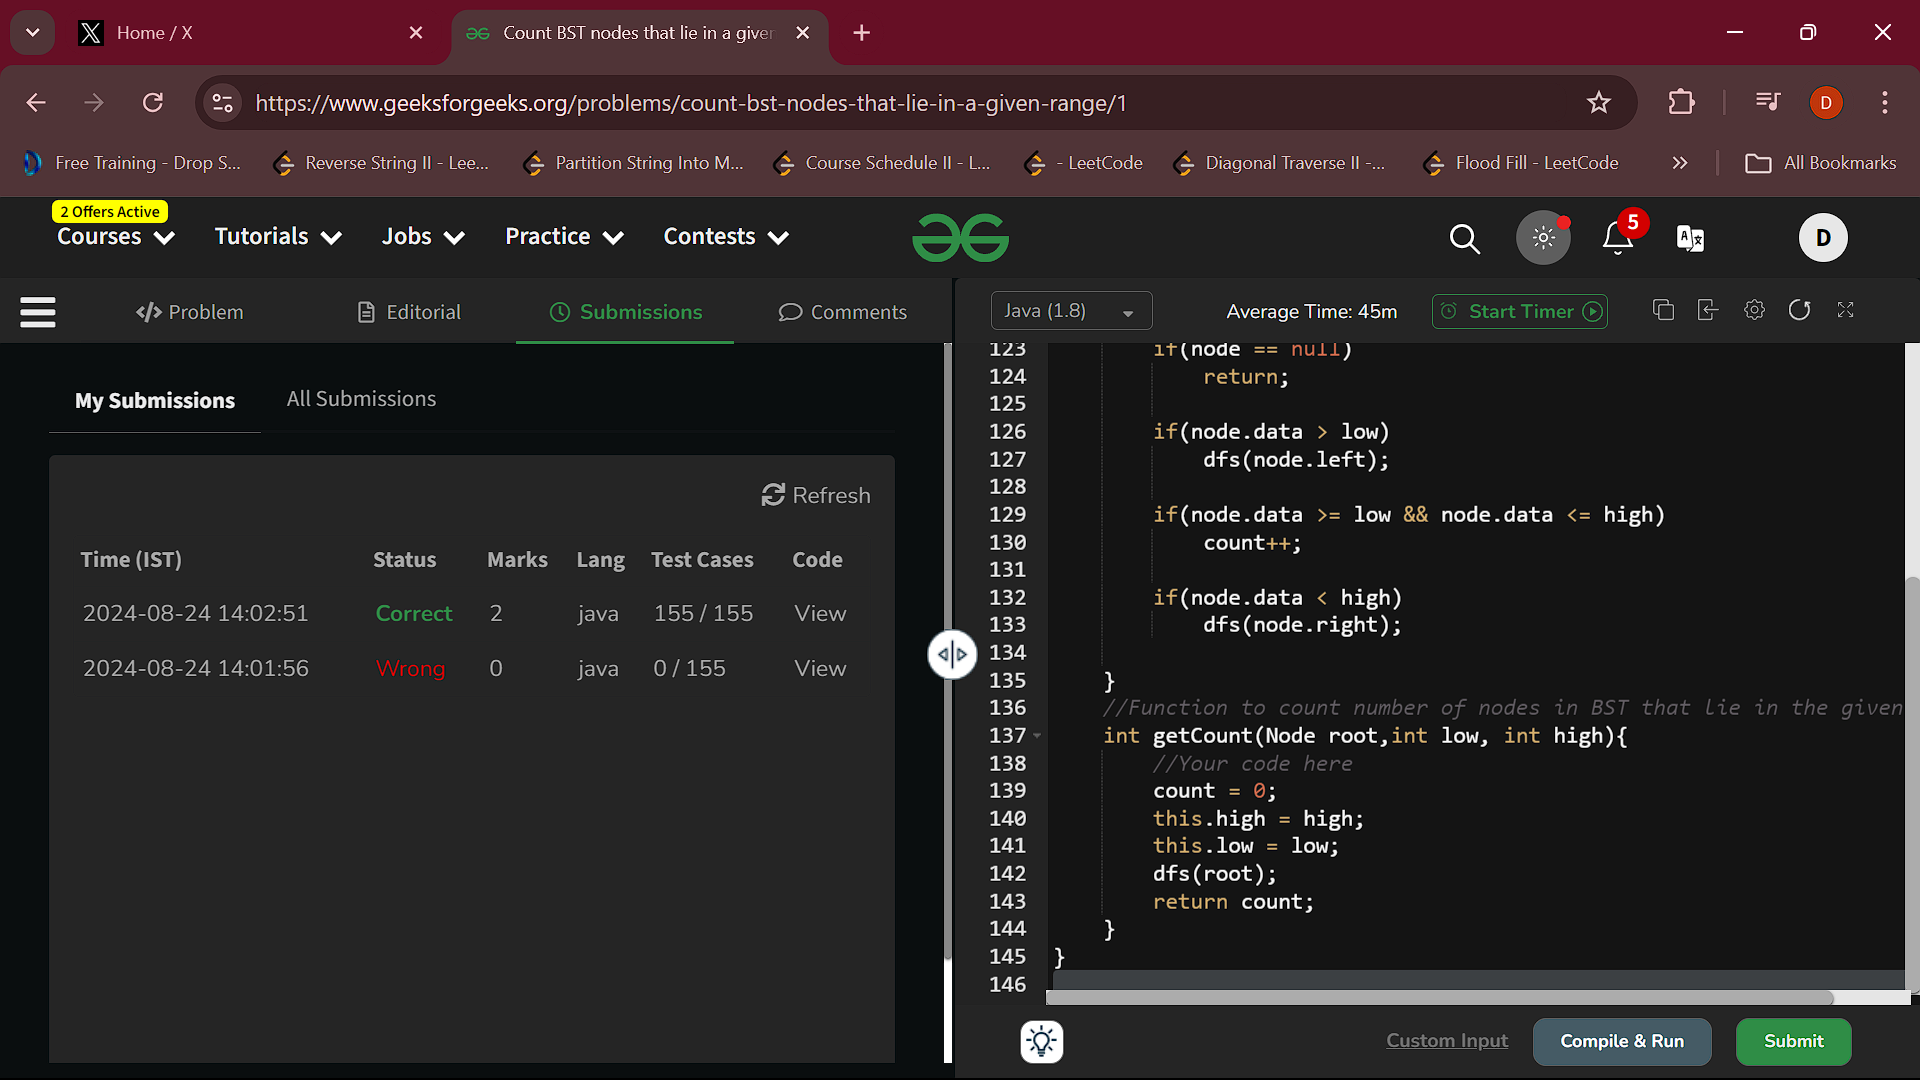 Home / X
Count BST nodes that lie in a given
https://www.geeksforgeeks.org/problems/count-bst-nodes-that-lie-in-a-given-range/1
D
Free Training - Drop S...
Reverse String II - Lee...
Partition String Into M...
Course Schedule II - L...
- LeetCode
Diagonal Traverse II -...
Flood Fill - LeetCode
All Bookmarks
2 Offers Active
Courses
Tutorials
Jobs
Practice
Contests
5
D
</> Problem
Editorial
Submissions
Comments
Java (1.8)
Average Time: 45m
Start Timer
My Submissions
All Submissions
Refresh
Time (IST) Status Marks Lang Test Cases Code
2024-08-24 14:02:51 Correct 2 java 155 / 155 View
2024-08-24 14:01:56 Wrong 0 java 0 / 155 View
123 if(node == null)
124 return;
125
126 if(node.data > low)
127 dfs(node.left);
128
129 if(node.data >= low && node.data <= high)
130 count++;
131
132 if(node.data < high)
133 dfs(node.right);
134
135 }
136 //Function to count number of nodes in BST that lie in the given
137 int getCount(Node root,int low, int high){
138 //Your code here
139 count = 0;
140 this.high = high;
141 this.low = low;
142 dfs(root);
143 return count;
144 }
145 }
146
Custom Input
Compile & Run
Submit